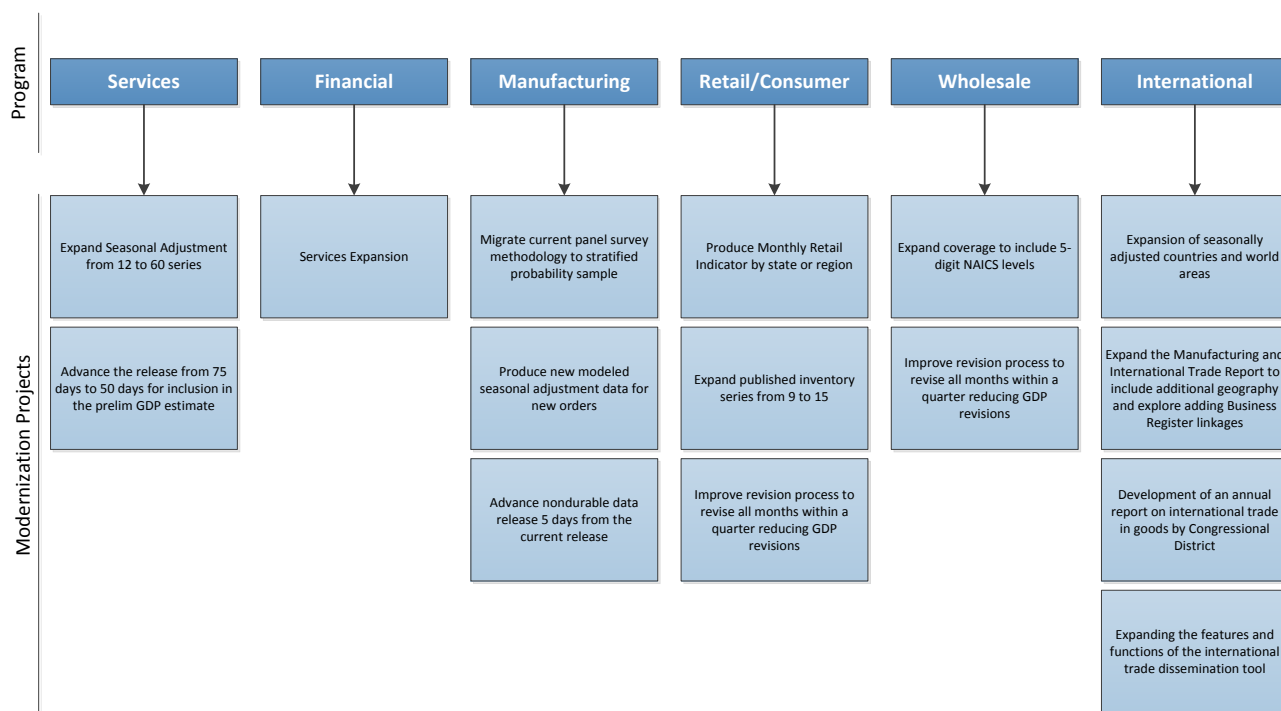 Program
Services
Financial
Manufacturing
Retail/Consumer
Wholesale
International
Modernization Projects
Expand Seasonal Adjustment
from 12 to 60 series
Advance the release from 75
days to 50 days for inclusion in
the prelim GDP estimate
Services Expansion
Migrate current panel survey
methodology to stratified
probability sample
Produce new modeled
seasonal adjustment data for
new orders
Advance nondurable data
release 5 days from the
current release
Produce Monthly Retail
Indicator by state or region
Expand published inventory
series from 9 to 15
Improve revision process to
revise all months within a
quarter reducing GDP
revisions
Expand coverage to include 5-
digit NAICS levels
Improve revision process to
revise all months within a
quarter reducing GDP
revisions
Expansion of seasonally
adjusted countries and world
areas
Expand the Manufacturing and
International Trade Report to
include additional geography
and explore adding Business
Register linkages
Development of an annual
report on international trade
in goods by Congressional
District
Expanding the features and
functions of the international
trade dissemination tool